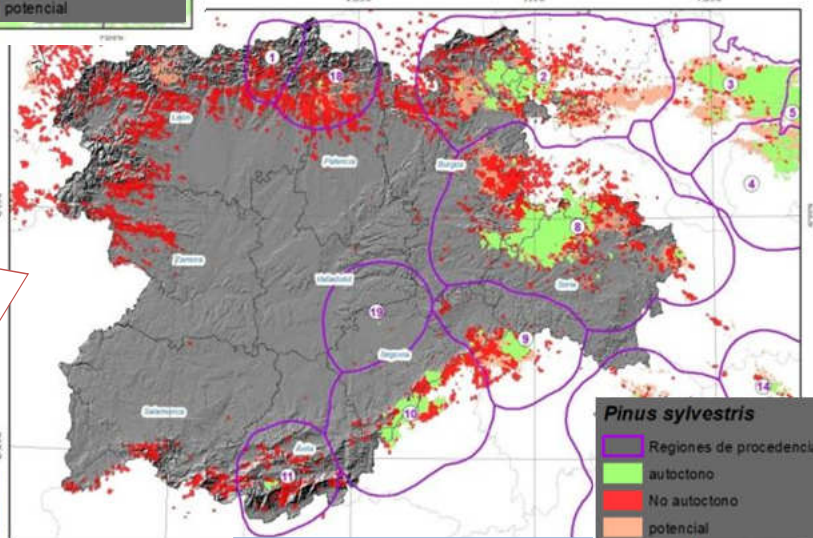 potencial
1
18
2
3
5
León
Palencia
Burgos
4
8
Zamora
Valladolid
Soria
19
Segovia
9
14
Salamanca
10
Ávila
11
Pinus sylvestris
Regiones de procedencia
autoctono
No autoctono
potencial